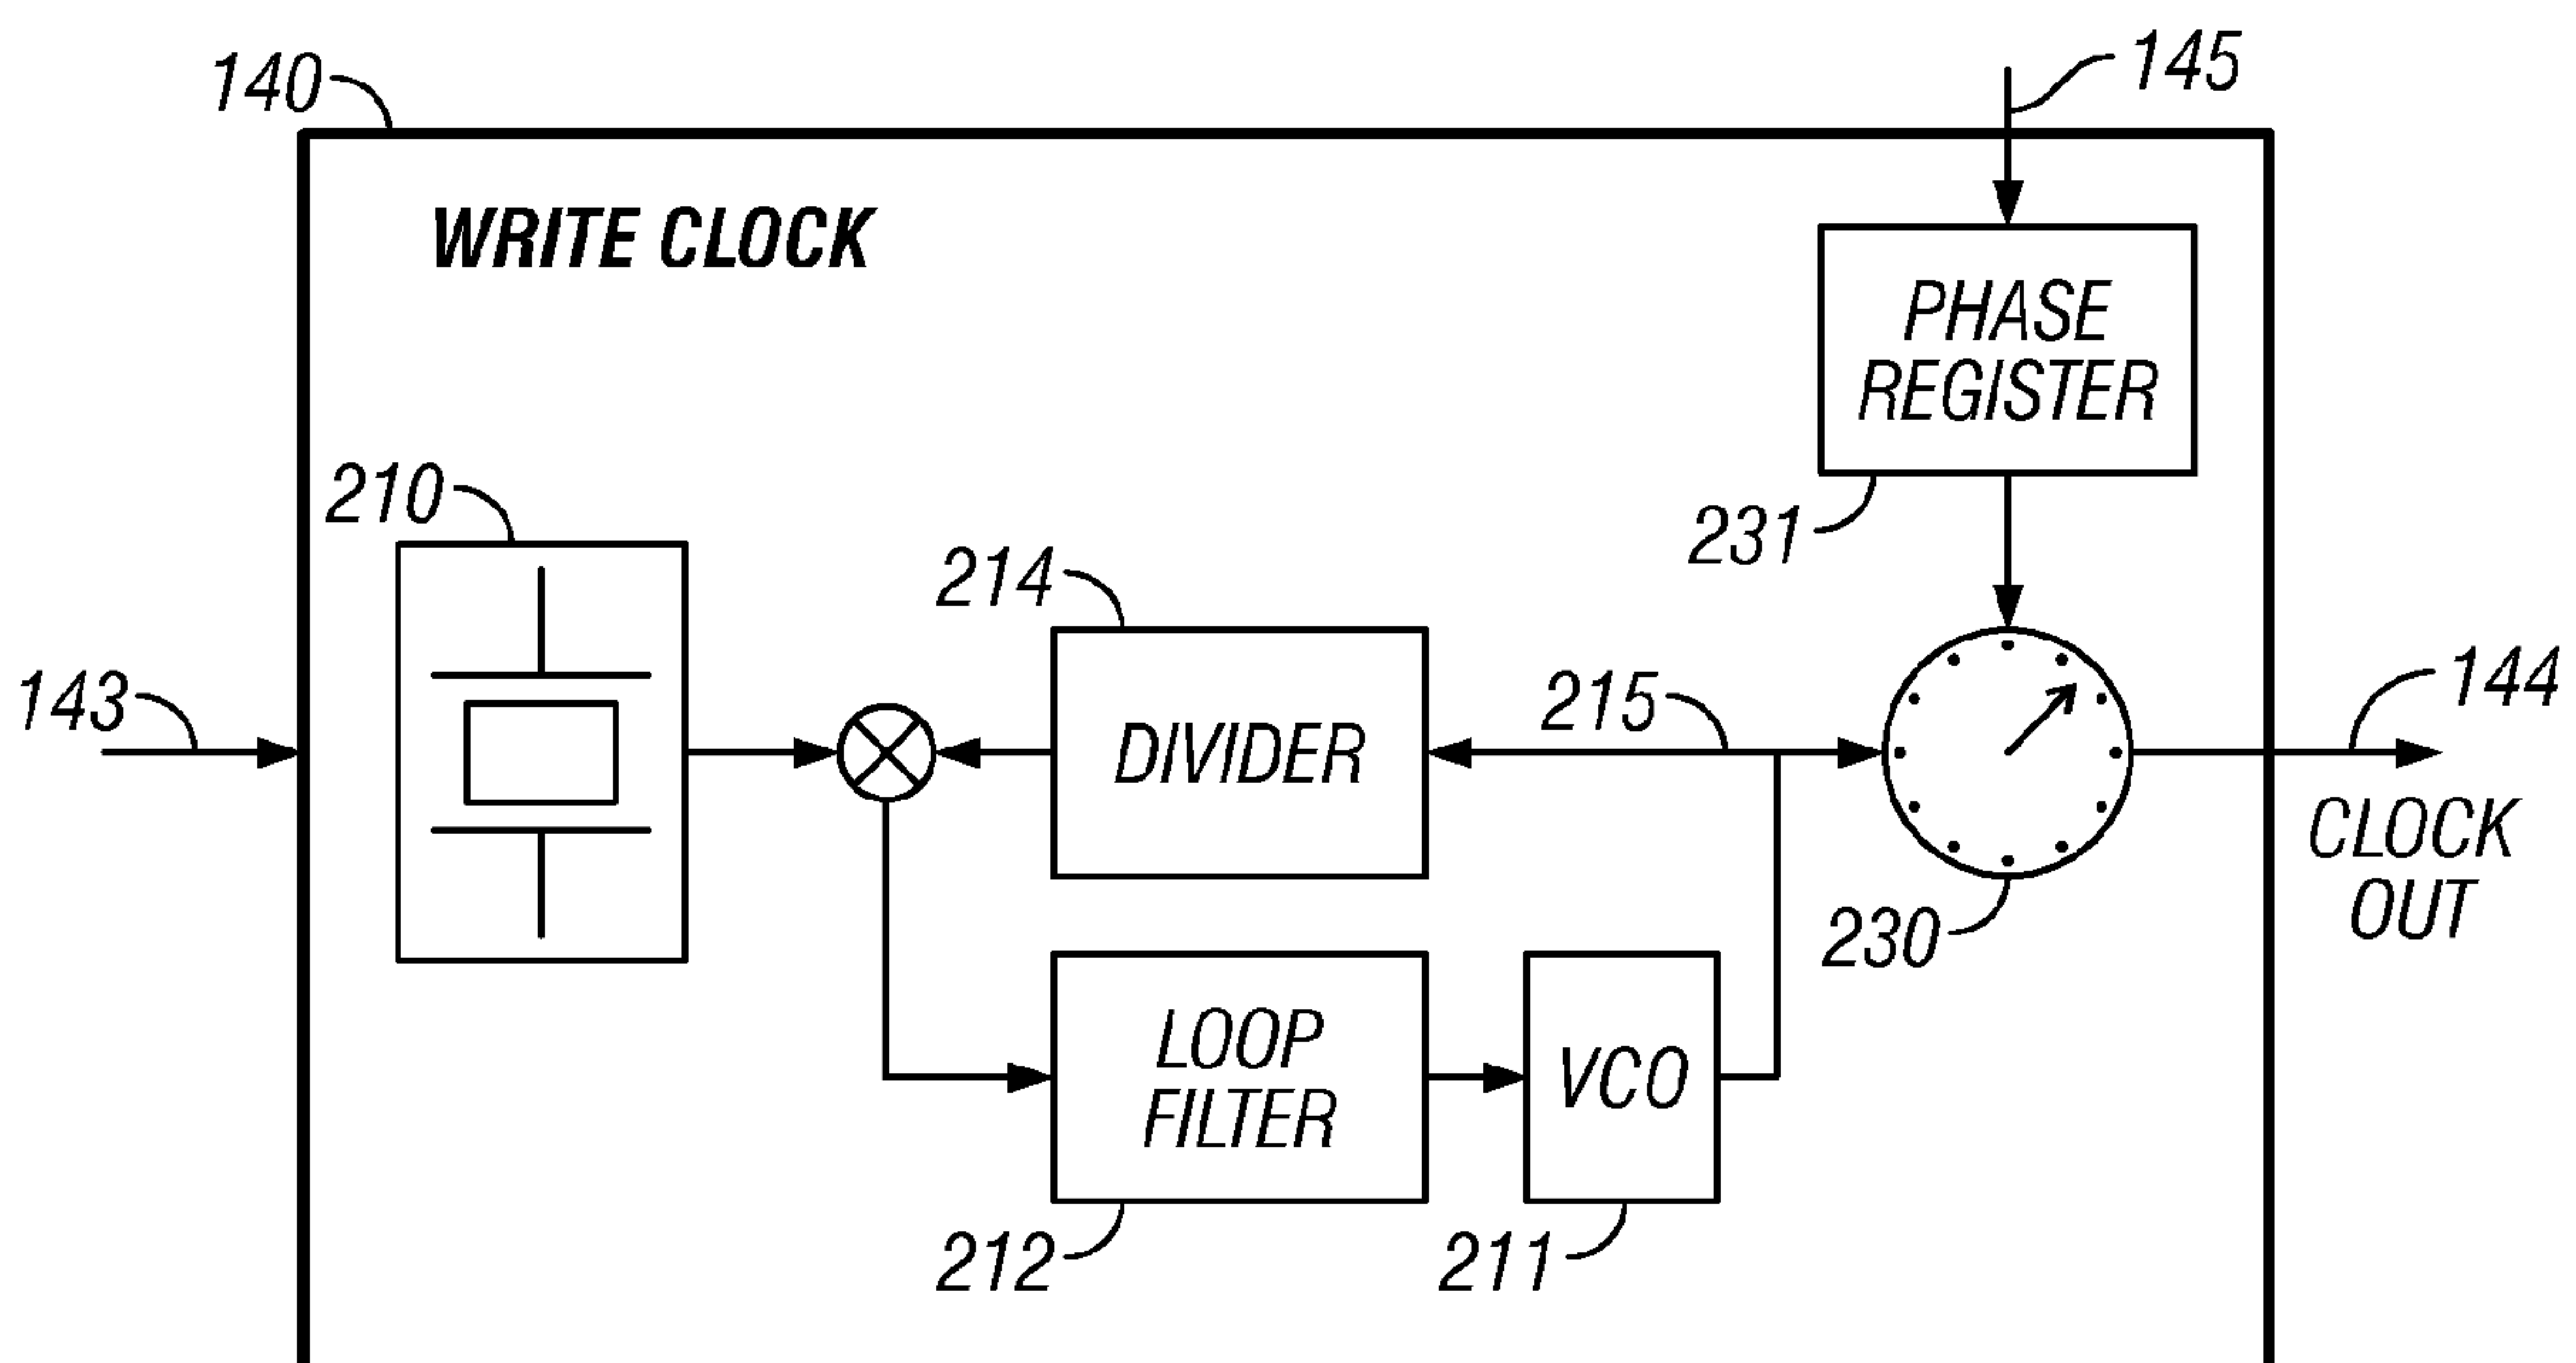 140
145
WRITE CLOCK
PHASE
REGISTER
210
231
214
143
215
144
DIVIDER
CLOCK
OUT
230
LOOP
FILTER
VCO
212
211